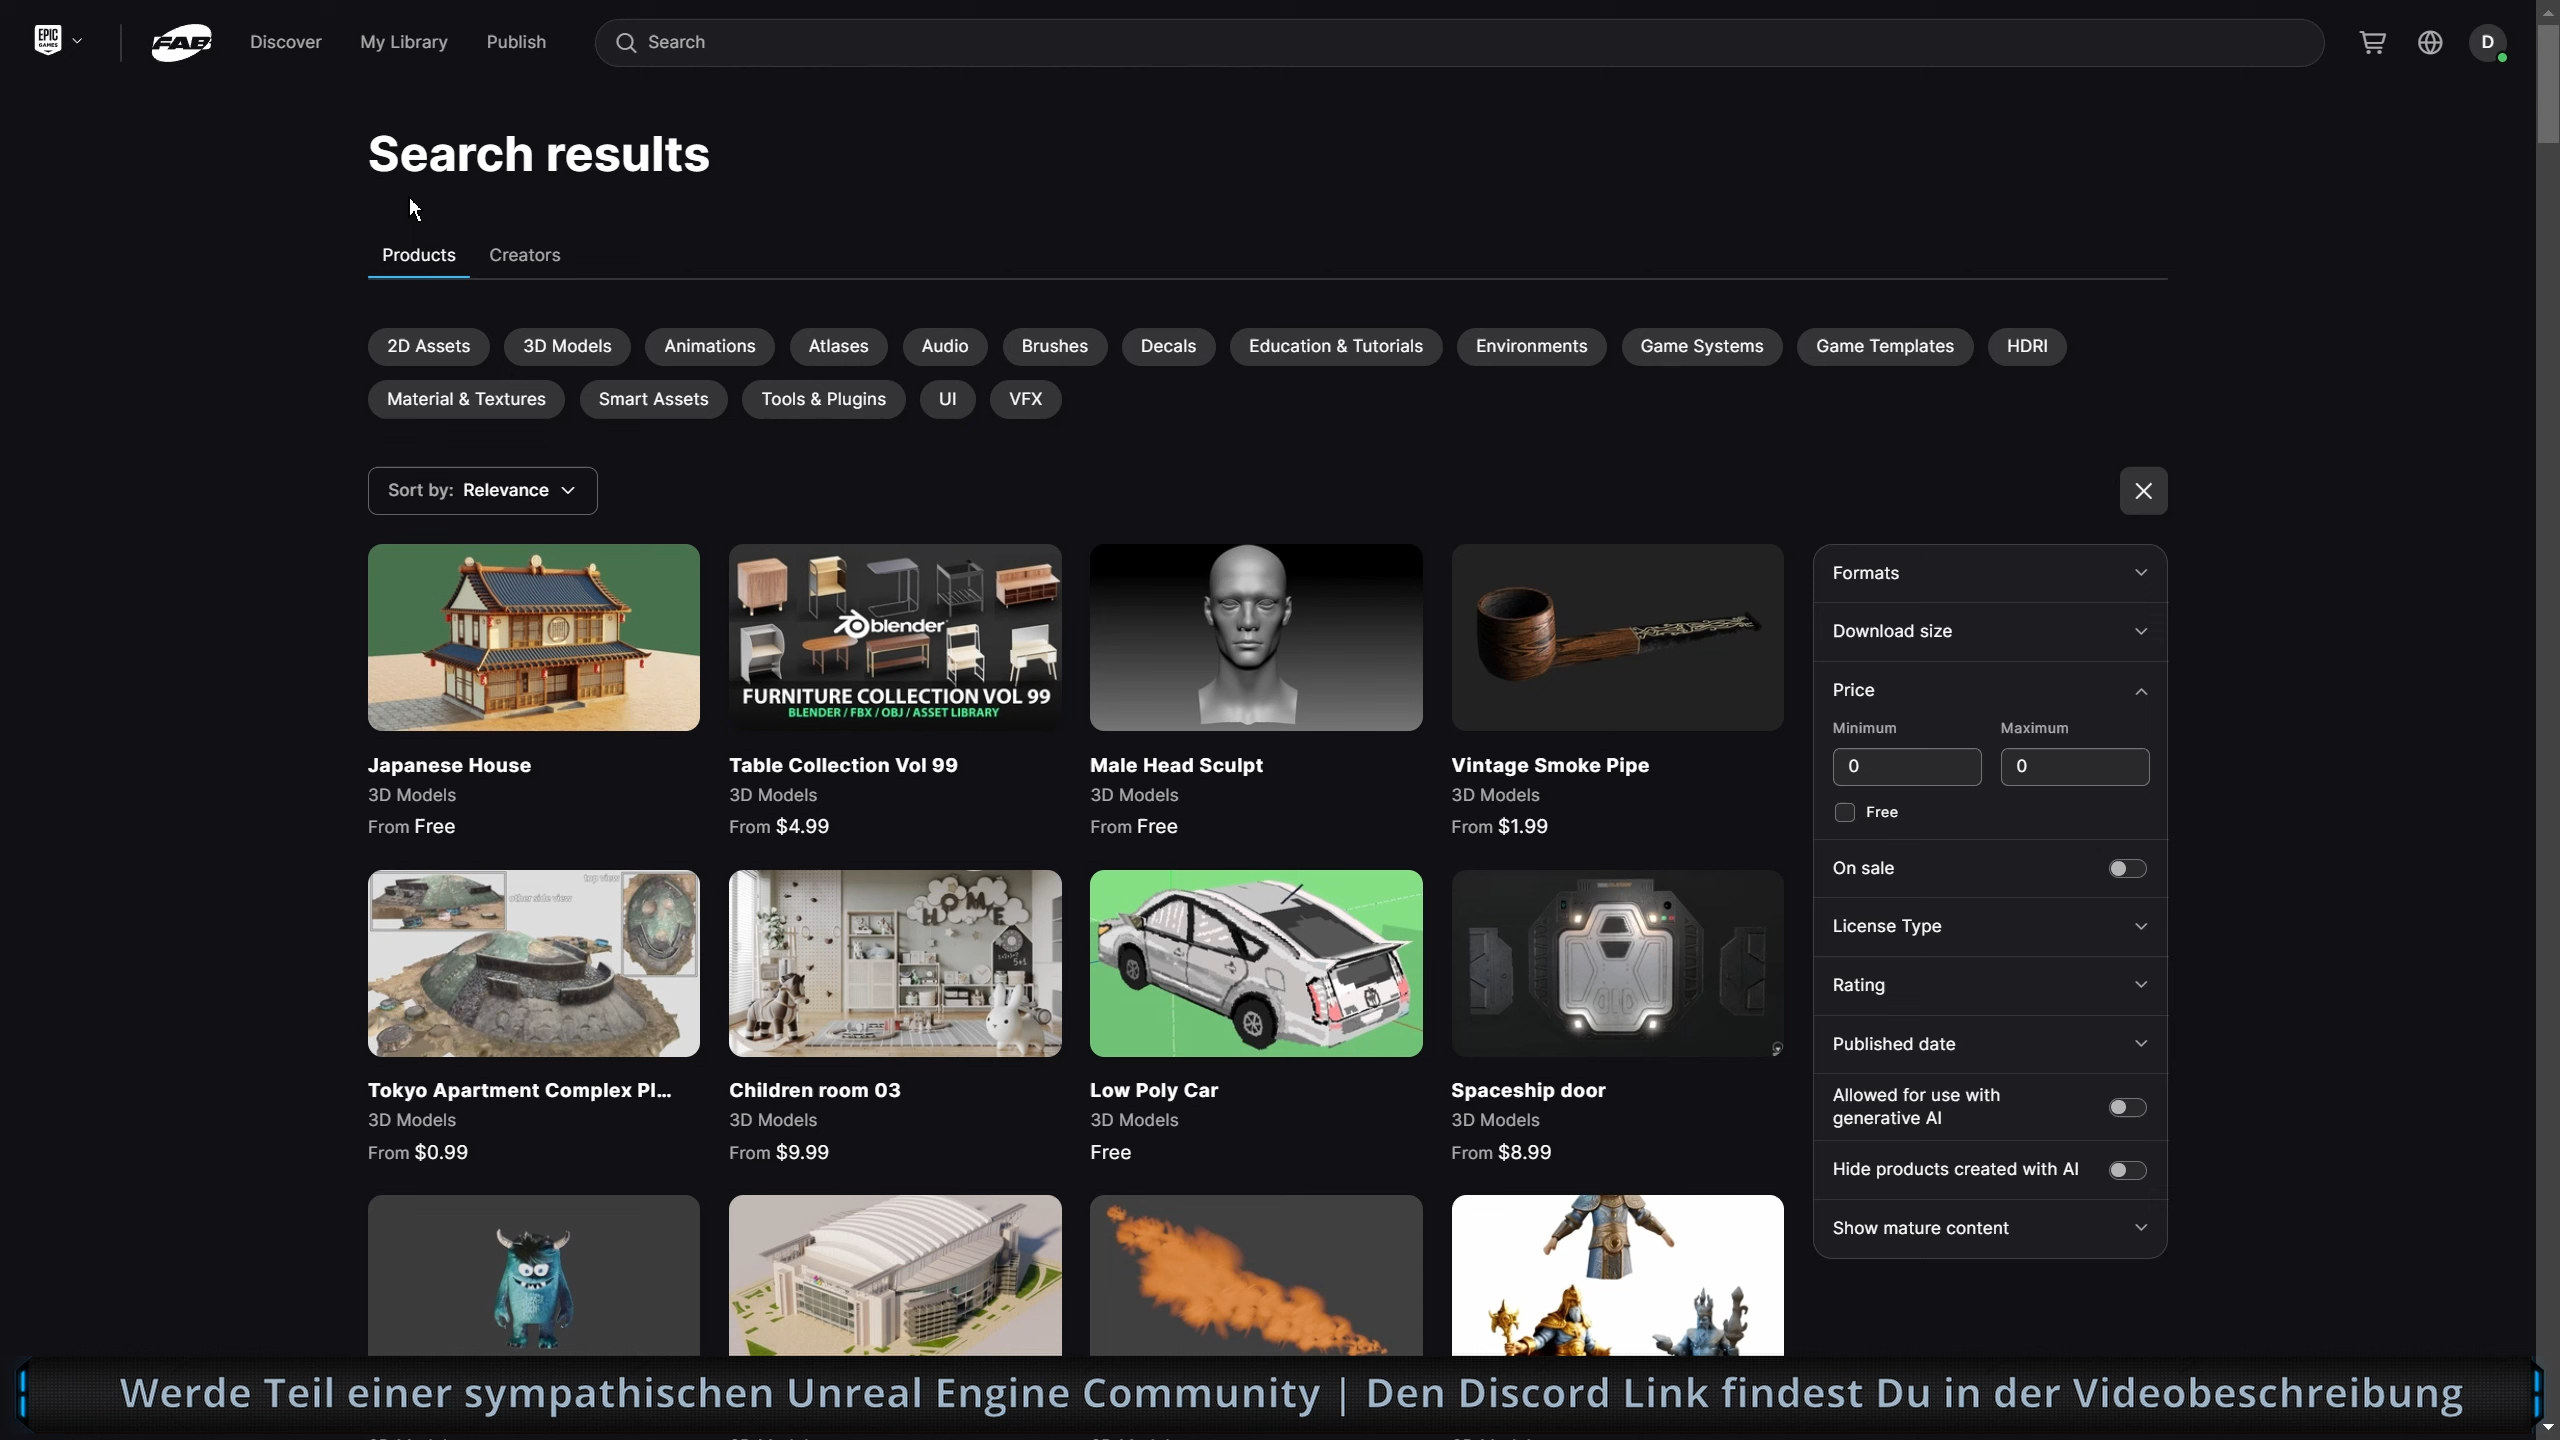 EPIC GAMES
FAB
Discover
My Library
Publish
Search
D
Search results
Products
Creators
2D Assets
3D Models
Animations
Atlases
Audio
Brushes
Decals
Education & Tutorials
Environments
Game Systems
Game Templates
HDRI
Material & Textures
Smart Assets
Tools & Plugins
UI
VFX
Sort by: Relevance
blender
FURNITURE COLLECTION VOL 99
BLENDER / FBX / OBJ / ASSET LIBRARY
Japanese House
3D Models
From Free
Table Collection Vol 99
3D Models
From $4.99
Male Head Sculpt
3D Models
From Free
Vintage Smoke Pipe
3D Models
From $1.99
top view
other side view
HOME
Tokyo Apartment Complex Pl...
3D Models
From $0.99
Children room 03
3D Models
From $9.99
Low Poly Car
3D Models
Free
Spaceship door
3D Models
From $8.99
Formats
Download size
Price
Minimum
Maximum
0
0
Free
On sale
License Type
Rating
Published date
Allowed for use with
generative AI
Hide products created with AI
Show mature content
Werde Teil einer sympathischen Unreal Engine Community | Den Discord Link findest Du in der Videobeschreibung